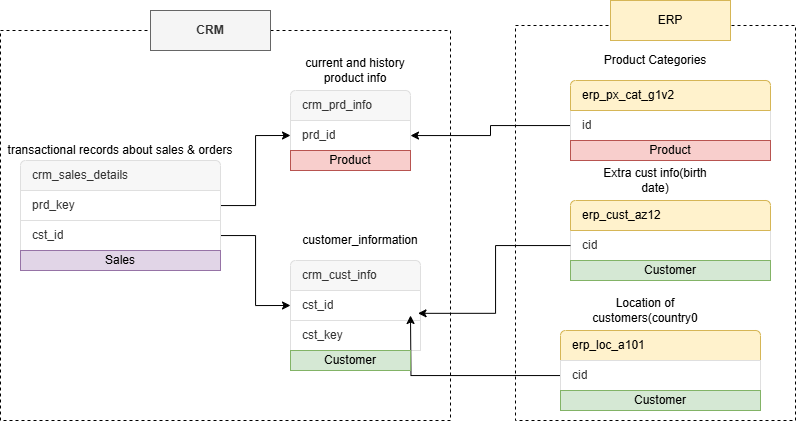 CRM
ERP
current and history
product info
crm_prd_info
prd_id
Product
transactional records about sales & orders
crm_sales_details
prd_key
cst_id
Sales
customer_information
crm_cust_info
cst_id
cst_key
Customer
Product Categories
erp_px_cat_g1v2
id
Product
Extra cust info(birth
date)
erp_cust_az12
cid
Customer
Location of
customers(country0
erp_loc_a101
cid
Customer